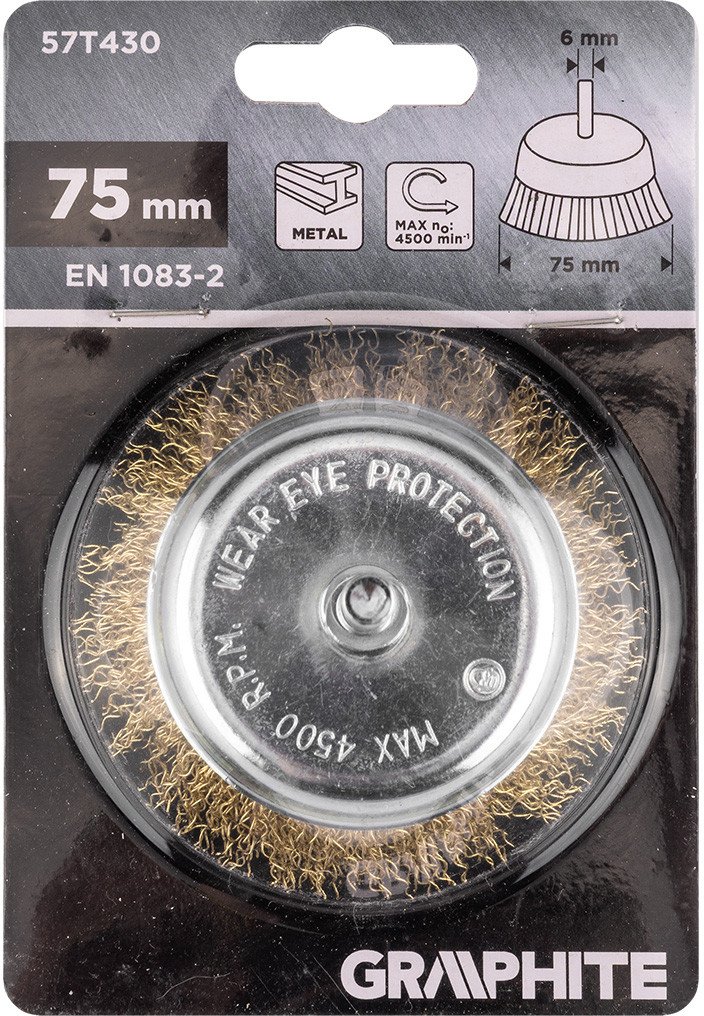 57T430
6 mm
75 mm
METAL
MAX n₀:
4500 min⁻¹
EN 1083-2
75 mm
WEAR EYE PROTECTION
MAX 4500 R.P.M.
GRAPHITE